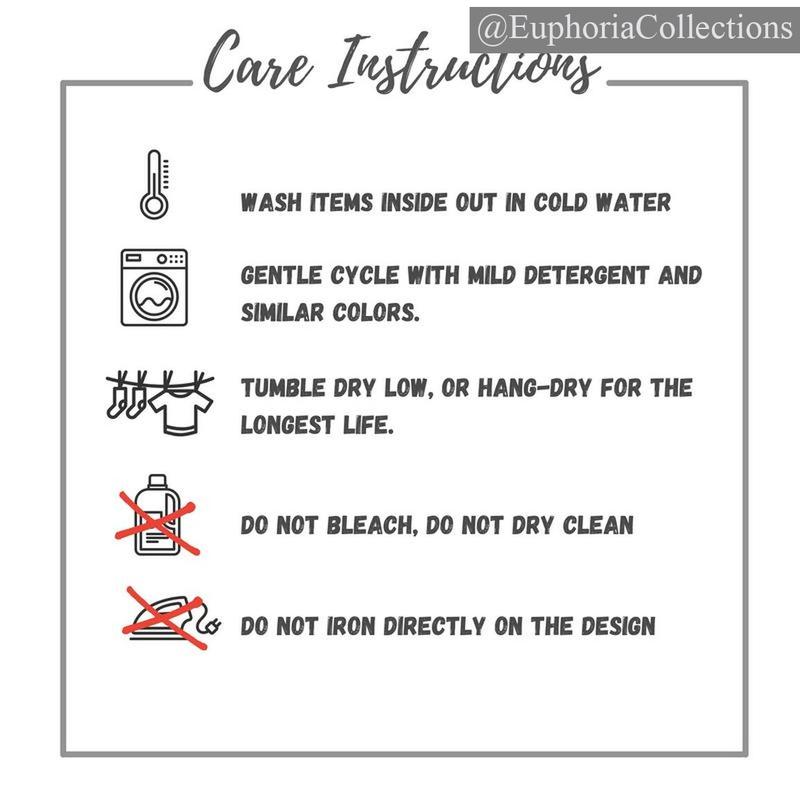 @EuphoriaCollections
Care Instructions
WASH ITEMS INSIDE OUT IN COLD WATER
GENTLE CYCLE WITH MILD DETERGENT AND
SIMILAR COLORS.
TUMBLE DRY LOW, OR HANG-DRY FOR THE
LONGEST LIFE.
DO NOT BLEACH, DO NOT DRY CLEAN
DO NOT IRON DIRECTLY ON THE DESIGN